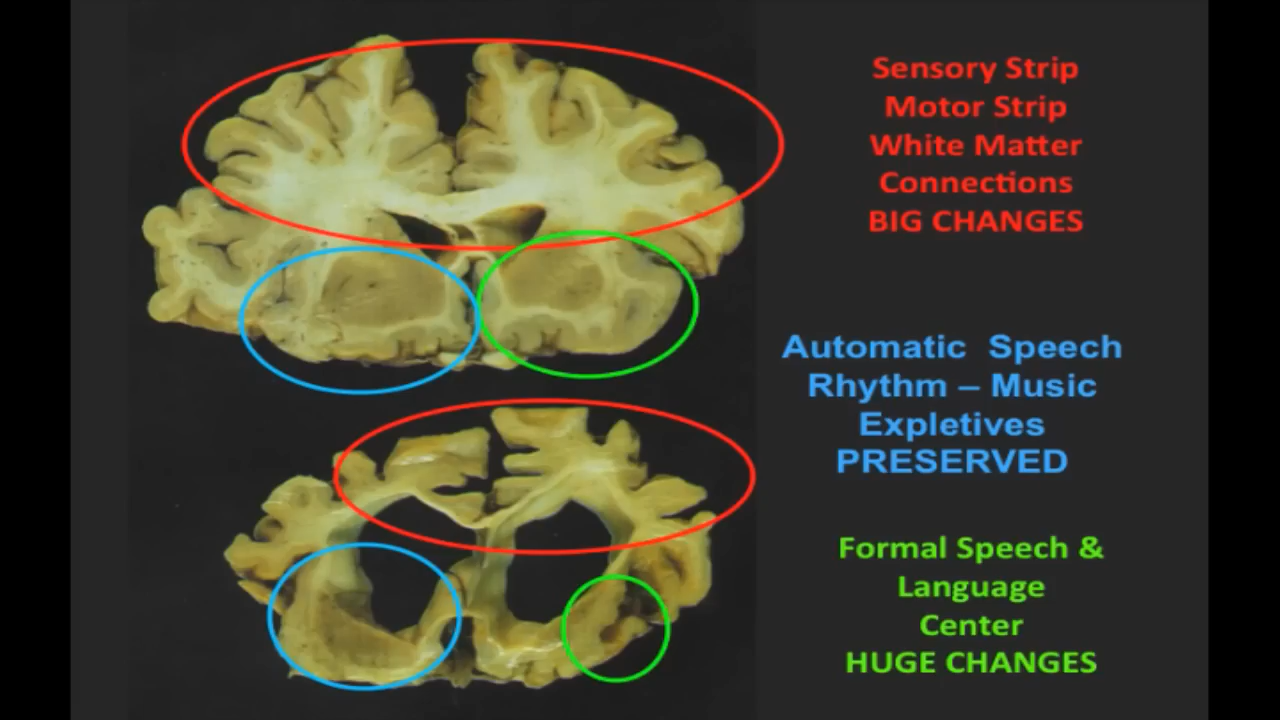 Sensory Strip
Motor Strip
White Matter
Connections
BIG CHANGES
Automatic Speech
Rhythm – Music
Expletives
PRESERVED
Formal Speech &
Language
Center
HUGE CHANGES